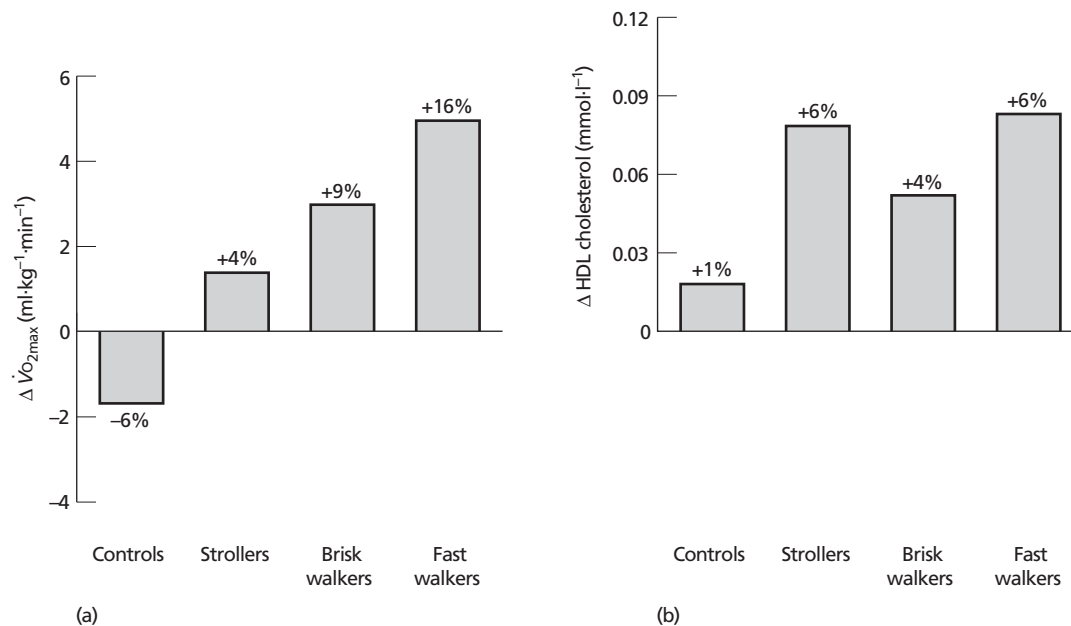 6
4
2
0
–2
–4
Δ V̇o2max (ml·kg–1·min–1)
–6%
+4%
+9%
+16%
Controls
Strollers
Brisk
walkers
Fast
walkers
(a)
0.12
0.09
0.06
0.03
0
Δ HDL cholesterol (mmol·l–1)
+1%
+6%
+4%
+6%
Controls
Strollers
Brisk
walkers
Fast
walkers
(b)